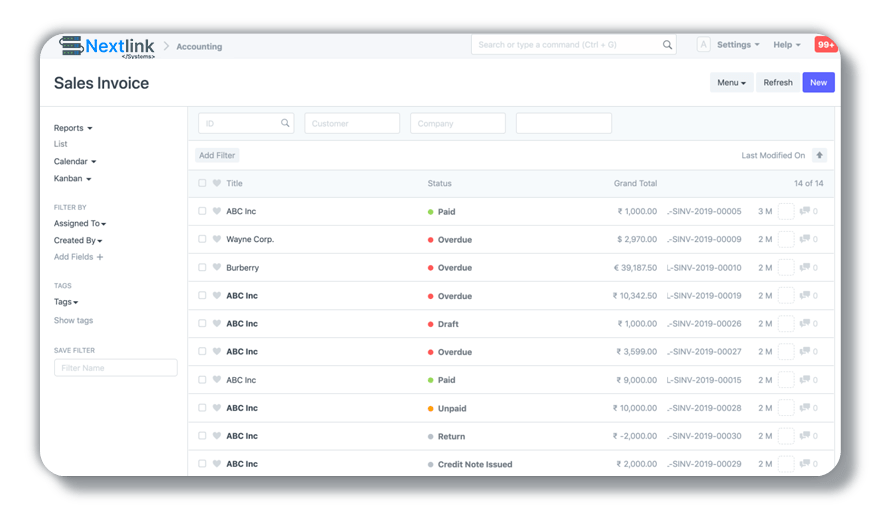 Nextlink
</Systems>
Accounting
Search or type a command (Ctrl + G)
A
Settings
Help
99+
Sales Invoice
Menu
Refresh
New
Reports
List
Calendar
Kanban
FILTER BY
Assigned To
Created By
Add Fields +
TAGS
Tags
Show tags
SAVE FILTER
Filter Name
ID
Customer
Company
Add Filter
Last Modified On
Title Status Grand Total 14 of 14
ABC Inc Paid ₹ 1,000.00 ..-SINV-2019-00005 3 M 0
Wayne Corp. Overdue $ 2,970.00 ..-SINV-2019-00009 2 M 0
Burberry Overdue € 39,187.50 L-SINV-2019-00010 2 M 0
ABC Inc Overdue ₹ 10,342.50 L-SINV-2019-00019 2 M 0
ABC Inc Draft ₹ 1,000.00 ..-SINV-2019-00026 2 M 0
ABC Inc Overdue ₹ 3,599.00 ..-SINV-2019-00027 2 M 0
ABC Inc Paid ₹ 9,000.00 L-SINV-2019-00015 2 M 0
ABC Inc Unpaid ₹ 10,000.00 ..-SINV-2019-00028 2 M 0
ABC Inc Return ₹ -2,000.00 ..-SINV-2019-00030 2 M 0
ABC Inc Credit Note Issued ₹ 2,000.00 ..-SINV-2019-00029 2 M 0